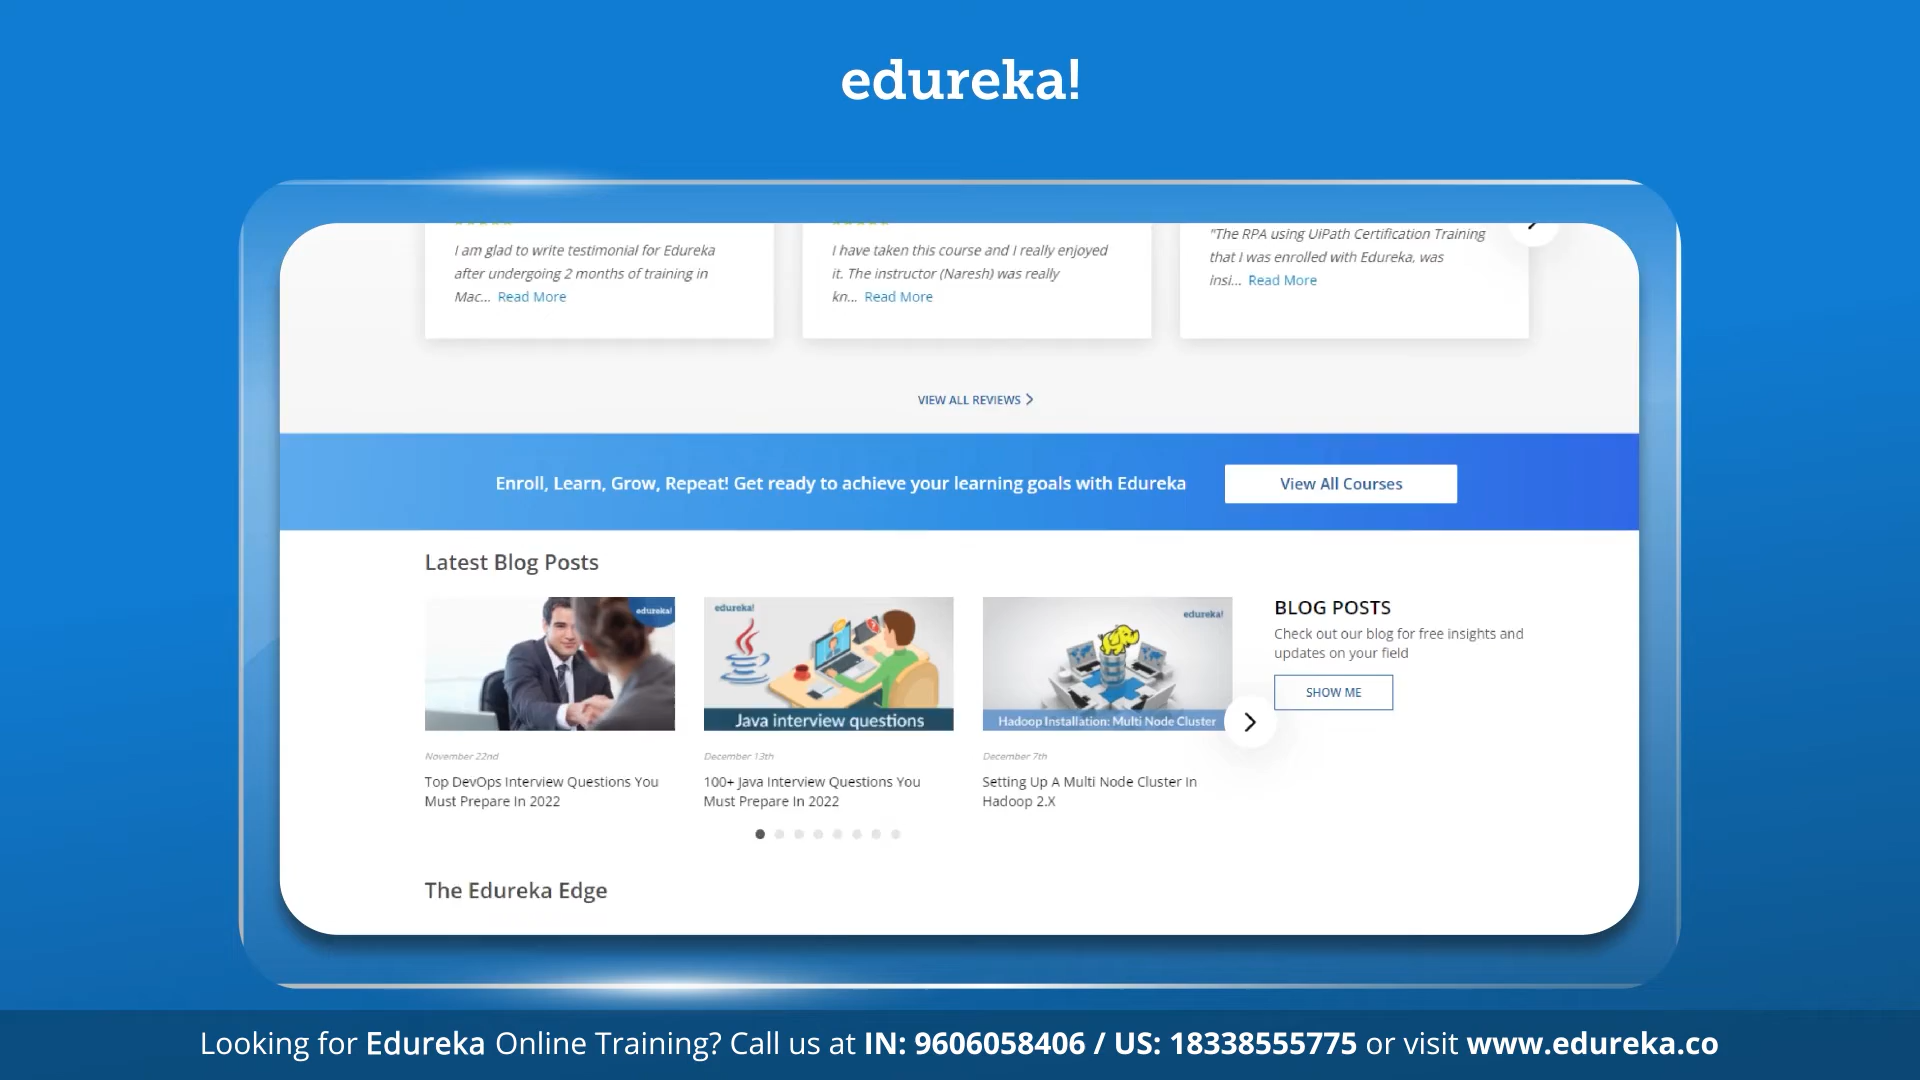 edureka!
I am glad to write testimonial for Edureka
after undergoing 2 months of training in
Mac... Read More
I have taken this course and I really enjoyed
it. The instructor (Naresh) was really
kn... Read More
"The RPA using UiPath Certification Training
that I was enrolled with Edureka, was
insi... Read More
VIEW ALL REVIEWS
Enroll, Learn, Grow, Repeat! Get ready to achieve your learning goals with Edureka
View All Courses
Latest Blog Posts
edureka!
November 22nd
Top DevOps Interview Questions You
Must Prepare In 2022
edureka!
Java interview questions
December 13th
100+ Java Interview Questions You
Must Prepare In 2022
edureka!
Hadoop Installation: Multi Node Cluster
December 7th
Setting Up A Multi Node Cluster In
Hadoop 2.X
BLOG POSTS
Check out our blog for free insights and
updates on your field
SHOW ME
The Edureka Edge
Looking for Edureka Online Training? Call us at IN: 9606058406 / US: 18338555775 or visit www.edureka.co